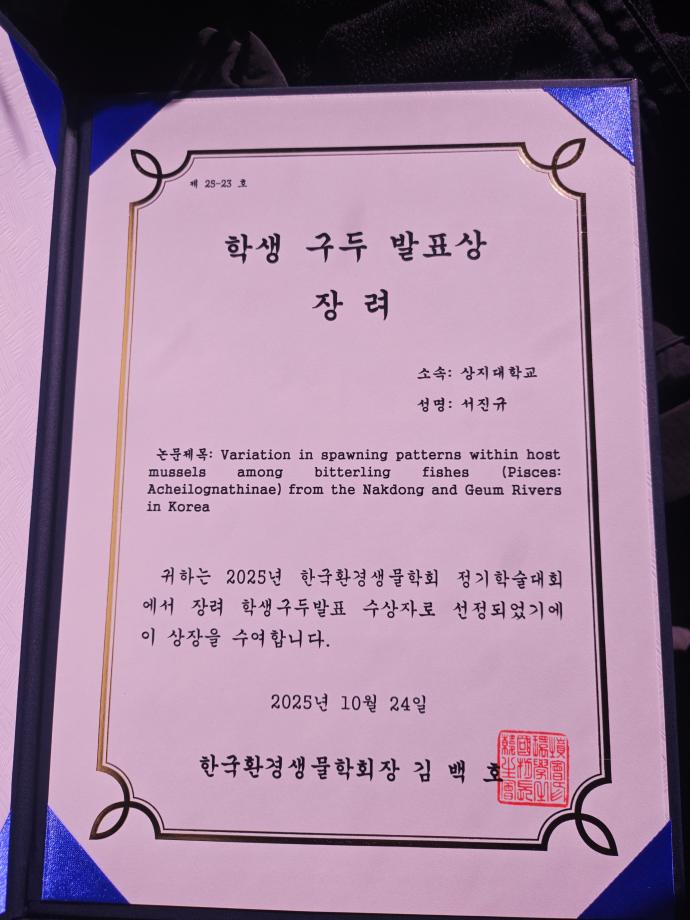 제 25-23 호
학생 구두 발표상
장 려
소속: 상지대학교
성명: 서진규
논문제목: Variation in spawning patterns within host
mussels among bitterling fishes (Pisces:
Acheilognathinae) from the Nakdong and Geum Rivers
in Korea
귀하는 2025년 한국환경생물학회 정기학술대회
에서 장려 학생구두발표 수상자로 선정되었기에
이 상장을 수여합니다.
2025년 10월 24일
한국환경생물학회장 김 백 호